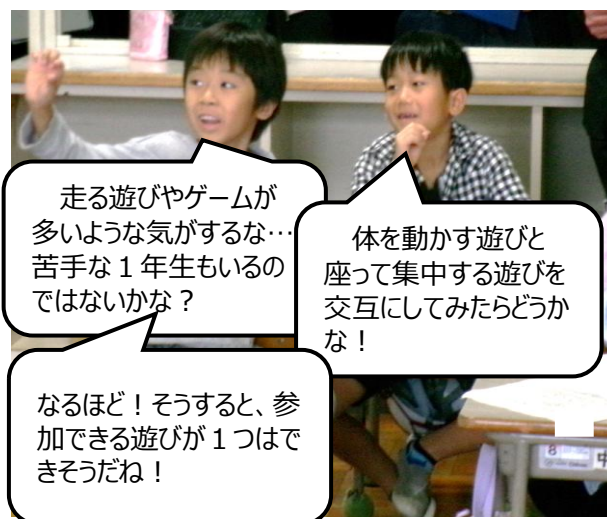 走る遊びやゲームが
多いような気がするな…
苦手な１年生もいるの
ではないかな？
体を動かす遊びと
座って集中する遊びを
交互にしてみたらどうか
な！
なるほど！そうすると、参
加できる遊びが１つはで
きそうだね！
8
中